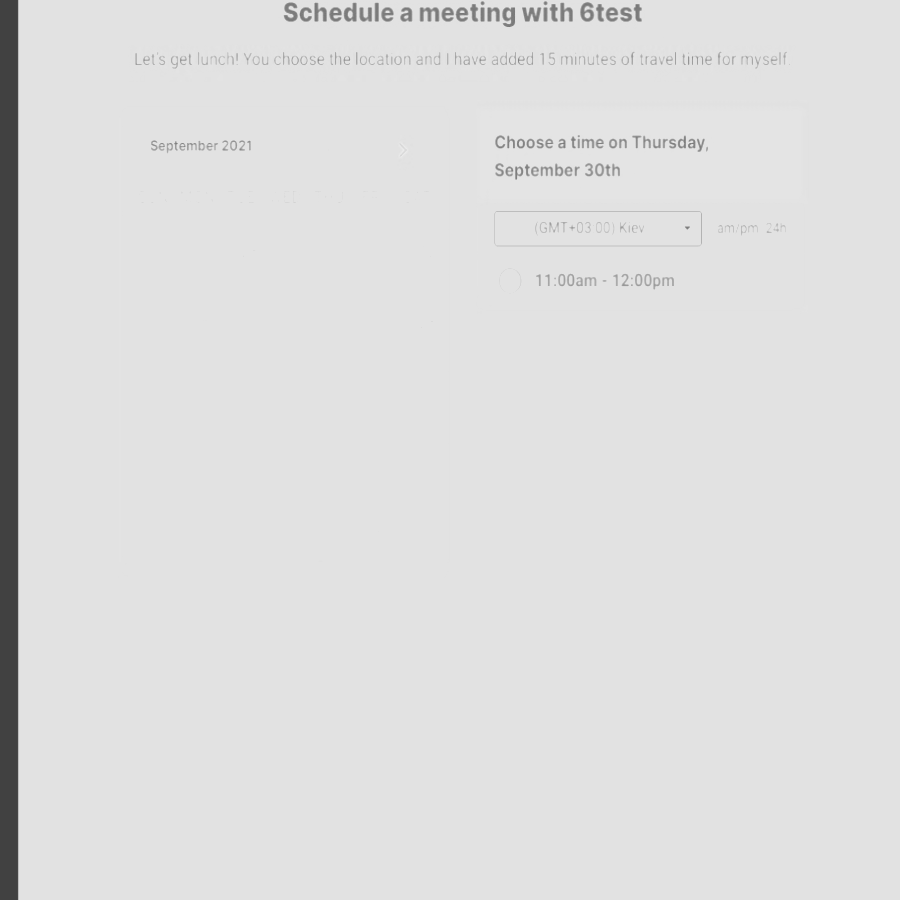 Schedule a meeting with 6test
Let's get lunch! You choose the location and I have added 15 minutes of travel time for myself.
September 2021
Choose a time on Thursday,
September 30th
(GMT+03:00) Kiev
am/pm 24h
11:00am - 12:00pm